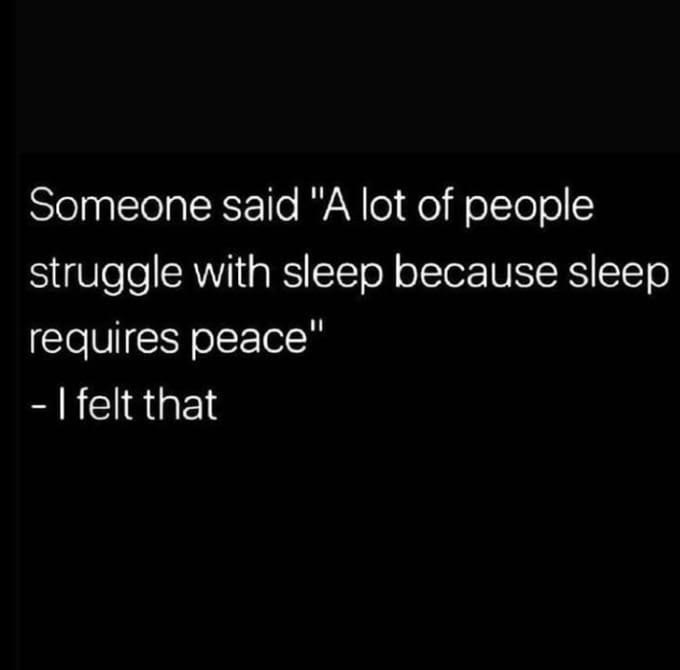 Someone said "A lot of people
struggle with sleep because sleep
requires peace"
- I felt that